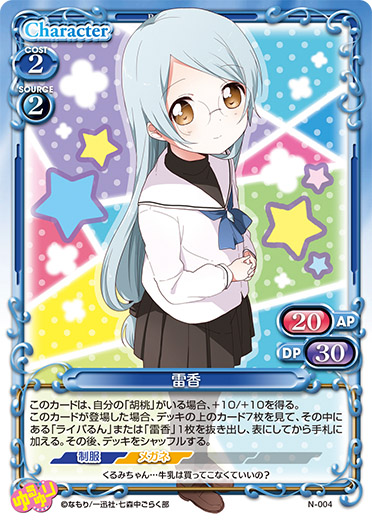 Character
COST
2
SOURCE
2
20 AP
DP 30
雷香
このカードは、自分の「胡桃」がいる場合、+10/+10を得る。
このカードが登場した場合、デッキの上のカード7枚を見て、その中に
ある「ライバるん」または「雷香」1枚を抜き出し、表にしてから手札に
加える。その後、デッキをシャッフルする。
制服 メガネ
くるみちゃん…牛乳は買ってこなくていいの?
ゆるゆり
©なもり/一迅社・七森中ごらく部
N-004